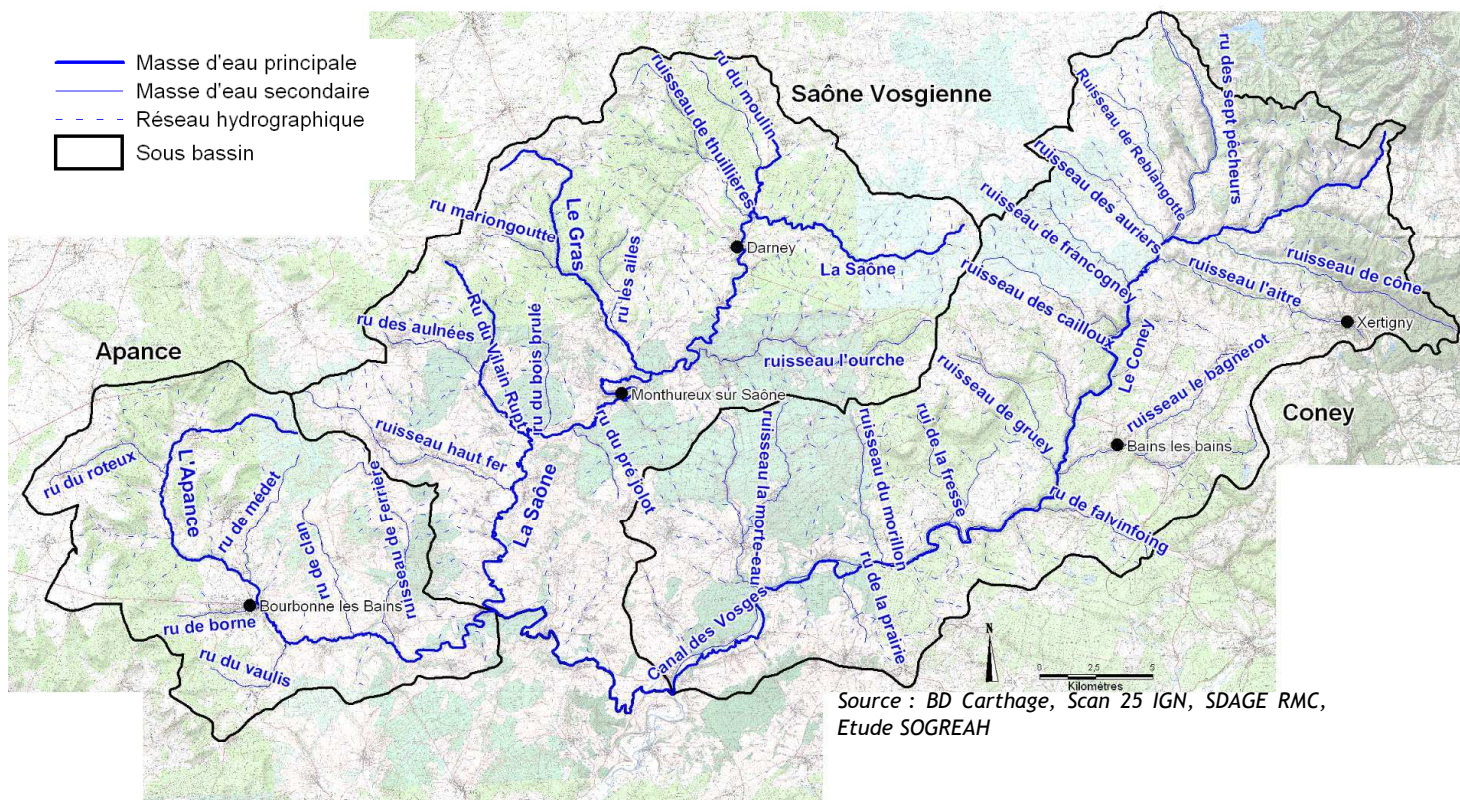 Masse d'eau principale
Masse d'eau secondaire
Réseau hydrographique
Sous bassin
Saône Vosgienne
Apance
Coney
ru des sept pêcheurs
Ruisseau de Reblangotte
ruisseau des auriers
ruisseau de francogney
ruisseau des cailloux
ruisseau de cône
ruisseau l'aitre
Xertigny
Le Coney
ruisseau le bagnerot
Bains les bains
ruisseau de gruey
ru de la fresse
ru de falvinfoing
ruisseau du morillon
ru de la prairie
ruisseau la morte-eau
Canal des Vosges
ru du moulin
ruisseau de thuillières
Darney
La Saône
Le Gras
ru mariongoutte
ru les ailes
ruisseau l'ourche
Monthureux sur Saône
ru des aulnées
Ru du Vilain Rupt
ru du bois brulé
ru du pré jolot
ruisseau haut fer
La Saône
L'Apance
ru du roteux
ru de médet
ru de clan
ruisseau de Ferrière
Bourbonne les Bains
ru de borne
ru du vaulis
N
0 2,5 5
Kilomètres
Source : BD Carthage, Scan 25 IGN, SDAGE RMC,
Etude SOGREAH